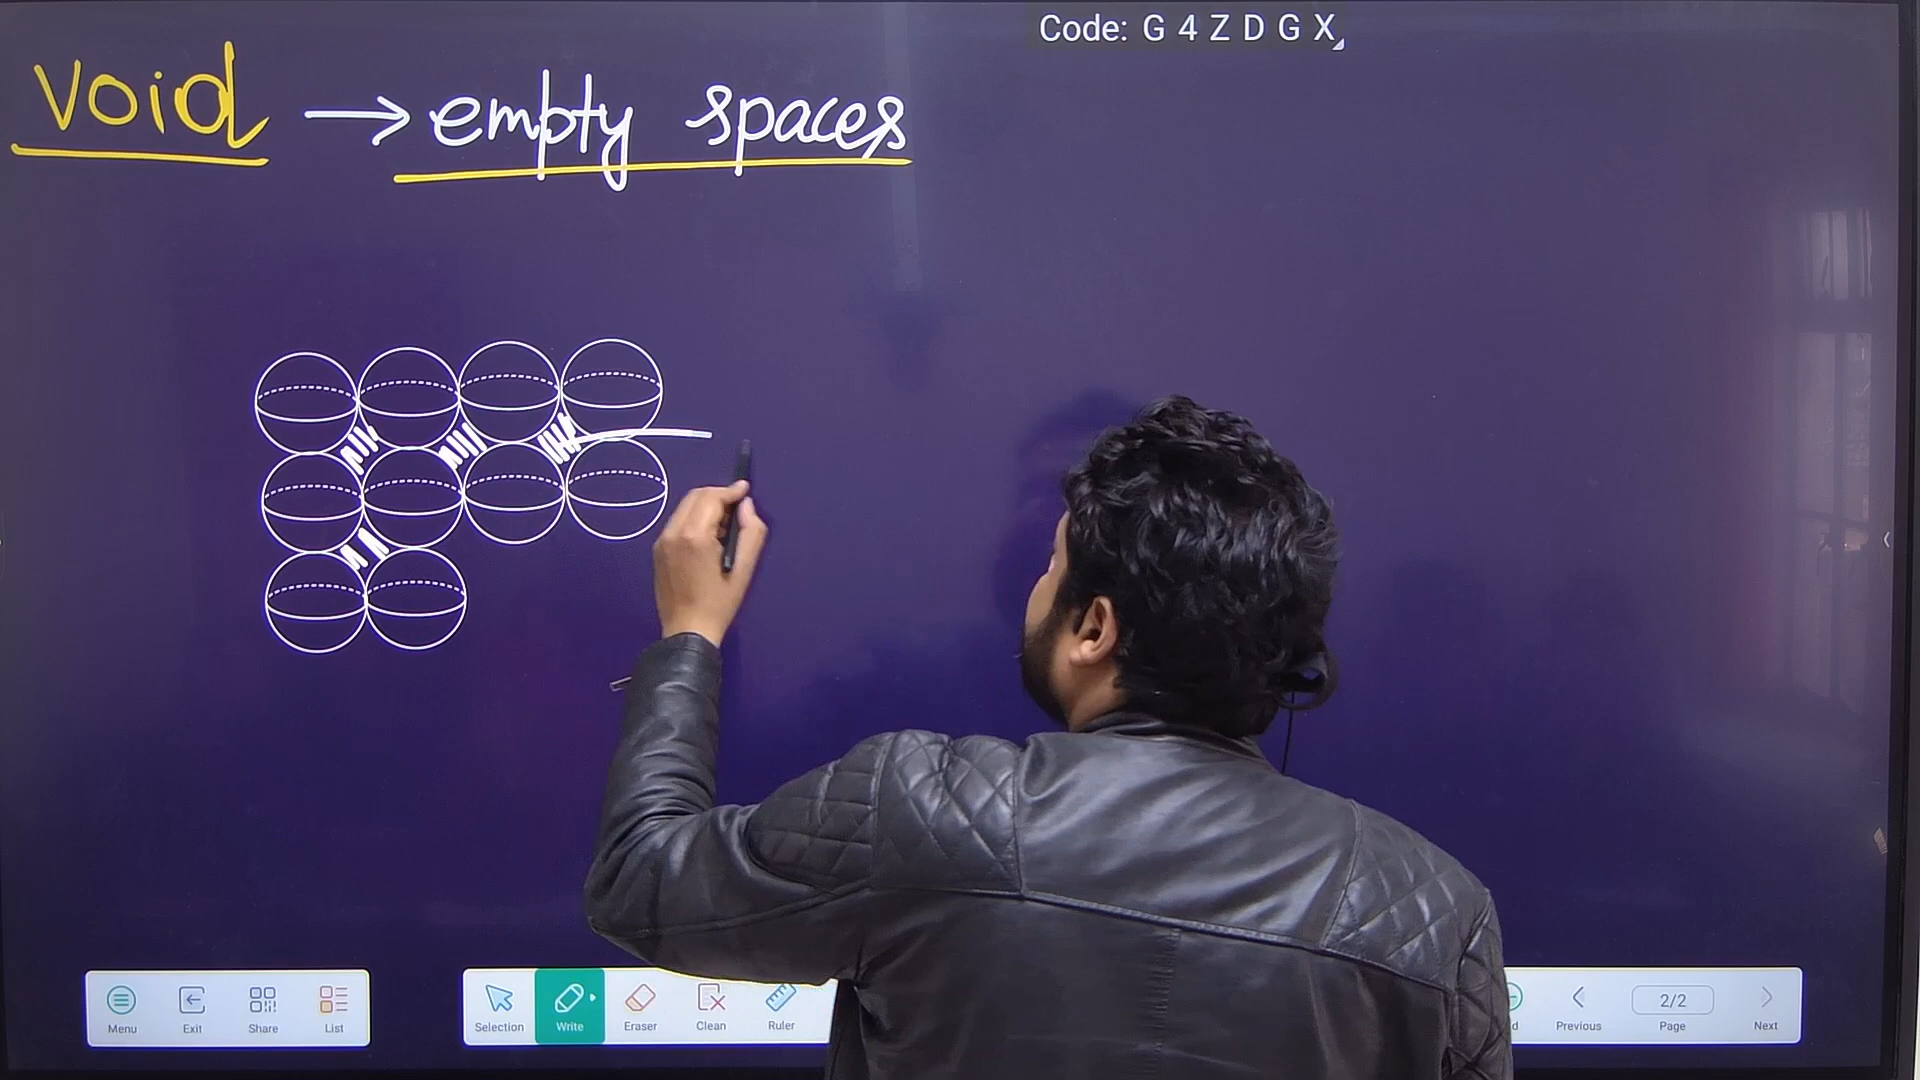 Code: G 4 Z D G X
void → empty spaces
Menu Exit Share List Selection Write Eraser Clean Ruler Previous 2/2 Page Next